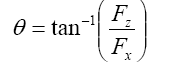 θ = tan⁻¹(F_z / F_x)